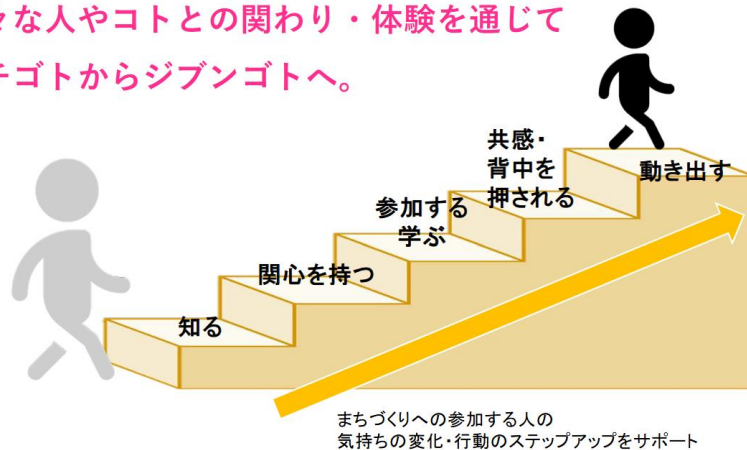 々な人やコトとの関わり・体験を通じて
チゴトからジブンゴトへ。
共感・
背中を
押される
動き出す
参加する
学ぶ
関心を持つ
知る
まちづくりへの参加する人の
気持ちの変化・行動のステップアップをサポート